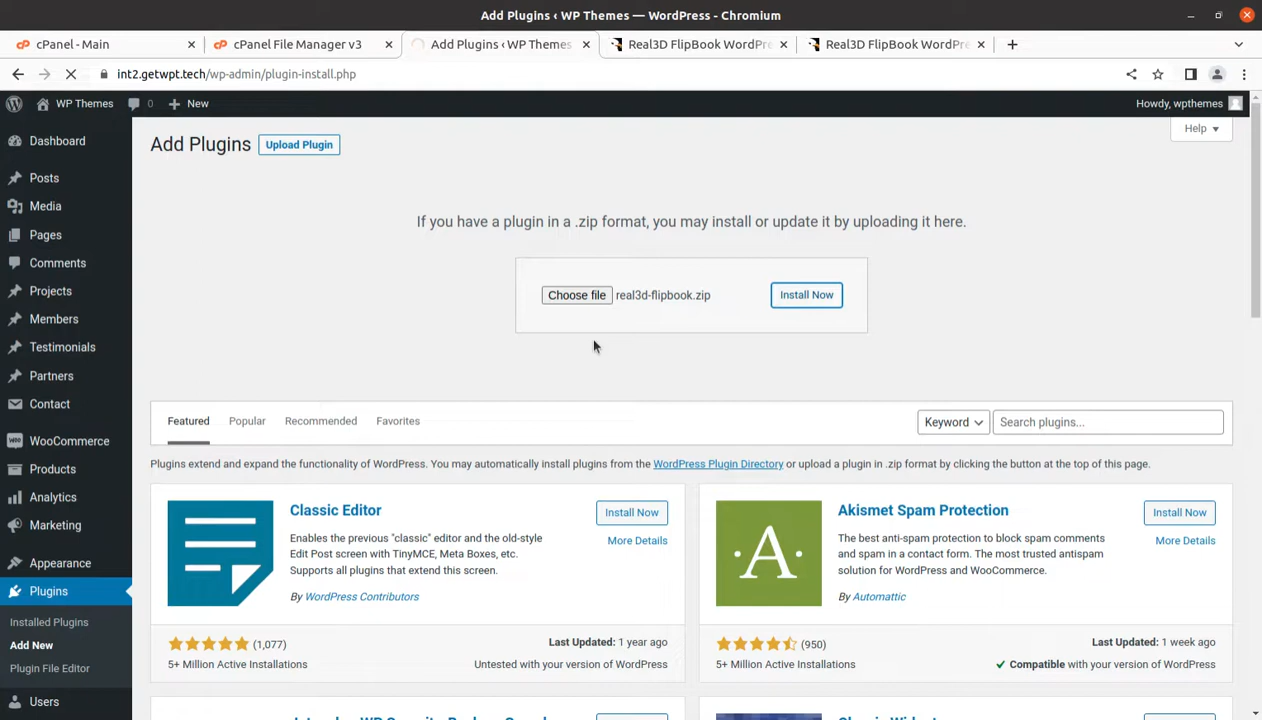 Add Plugins ‹ WP Themes — WordPress - Chromium
cPanel - Main
cPanel File Manager v3
Add Plugins ‹ WP Themes
Real3D FlipBook WordPre
Real3D FlipBook WordPre
int2.getwpt.tech/wp-admin/plugin-install.php
WP Themes
0
New
Howdy, wpthemes
Dashboard
Posts
Media
Pages
Comments
Projects
Members
Testimonials
Partners
Contact
WooCommerce
Products
Analytics
Marketing
Appearance
Plugins
Installed Plugins
Add New
Plugin File Editor
Users
Add Plugins
Upload Plugin
Help
If you have a plugin in a .zip format, you may install or update it by uploading it here.
Choose file real3d-flipbook.zip
Install Now
Featured
Popular
Recommended
Favorites
Keyword
Search plugins...
Plugins extend and expand the functionality of WordPress. You may automatically install plugins from the WordPress Plugin Directory or upload a plugin in .zip format by clicking the button at the top of this page.
Classic Editor
Install Now
More Details
Enables the previous "classic" editor and the old-style
Edit Post screen with TinyMCE, Meta Boxes, etc.
Supports all plugins that extend this screen.
By WordPress Contributors
(1,077)
5+ Million Active Installations
Last Updated: 1 year ago
Untested with your version of WordPress
A
Akismet Spam Protection
Install Now
More Details
The best anti-spam protection to block spam comments
and spam in a contact form. The most trusted antispam
solution for WordPress and WooCommerce.
By Automattic
(950)
5+ Million Active Installations
Last Updated: 1 week ago
Compatible with your version of WordPress